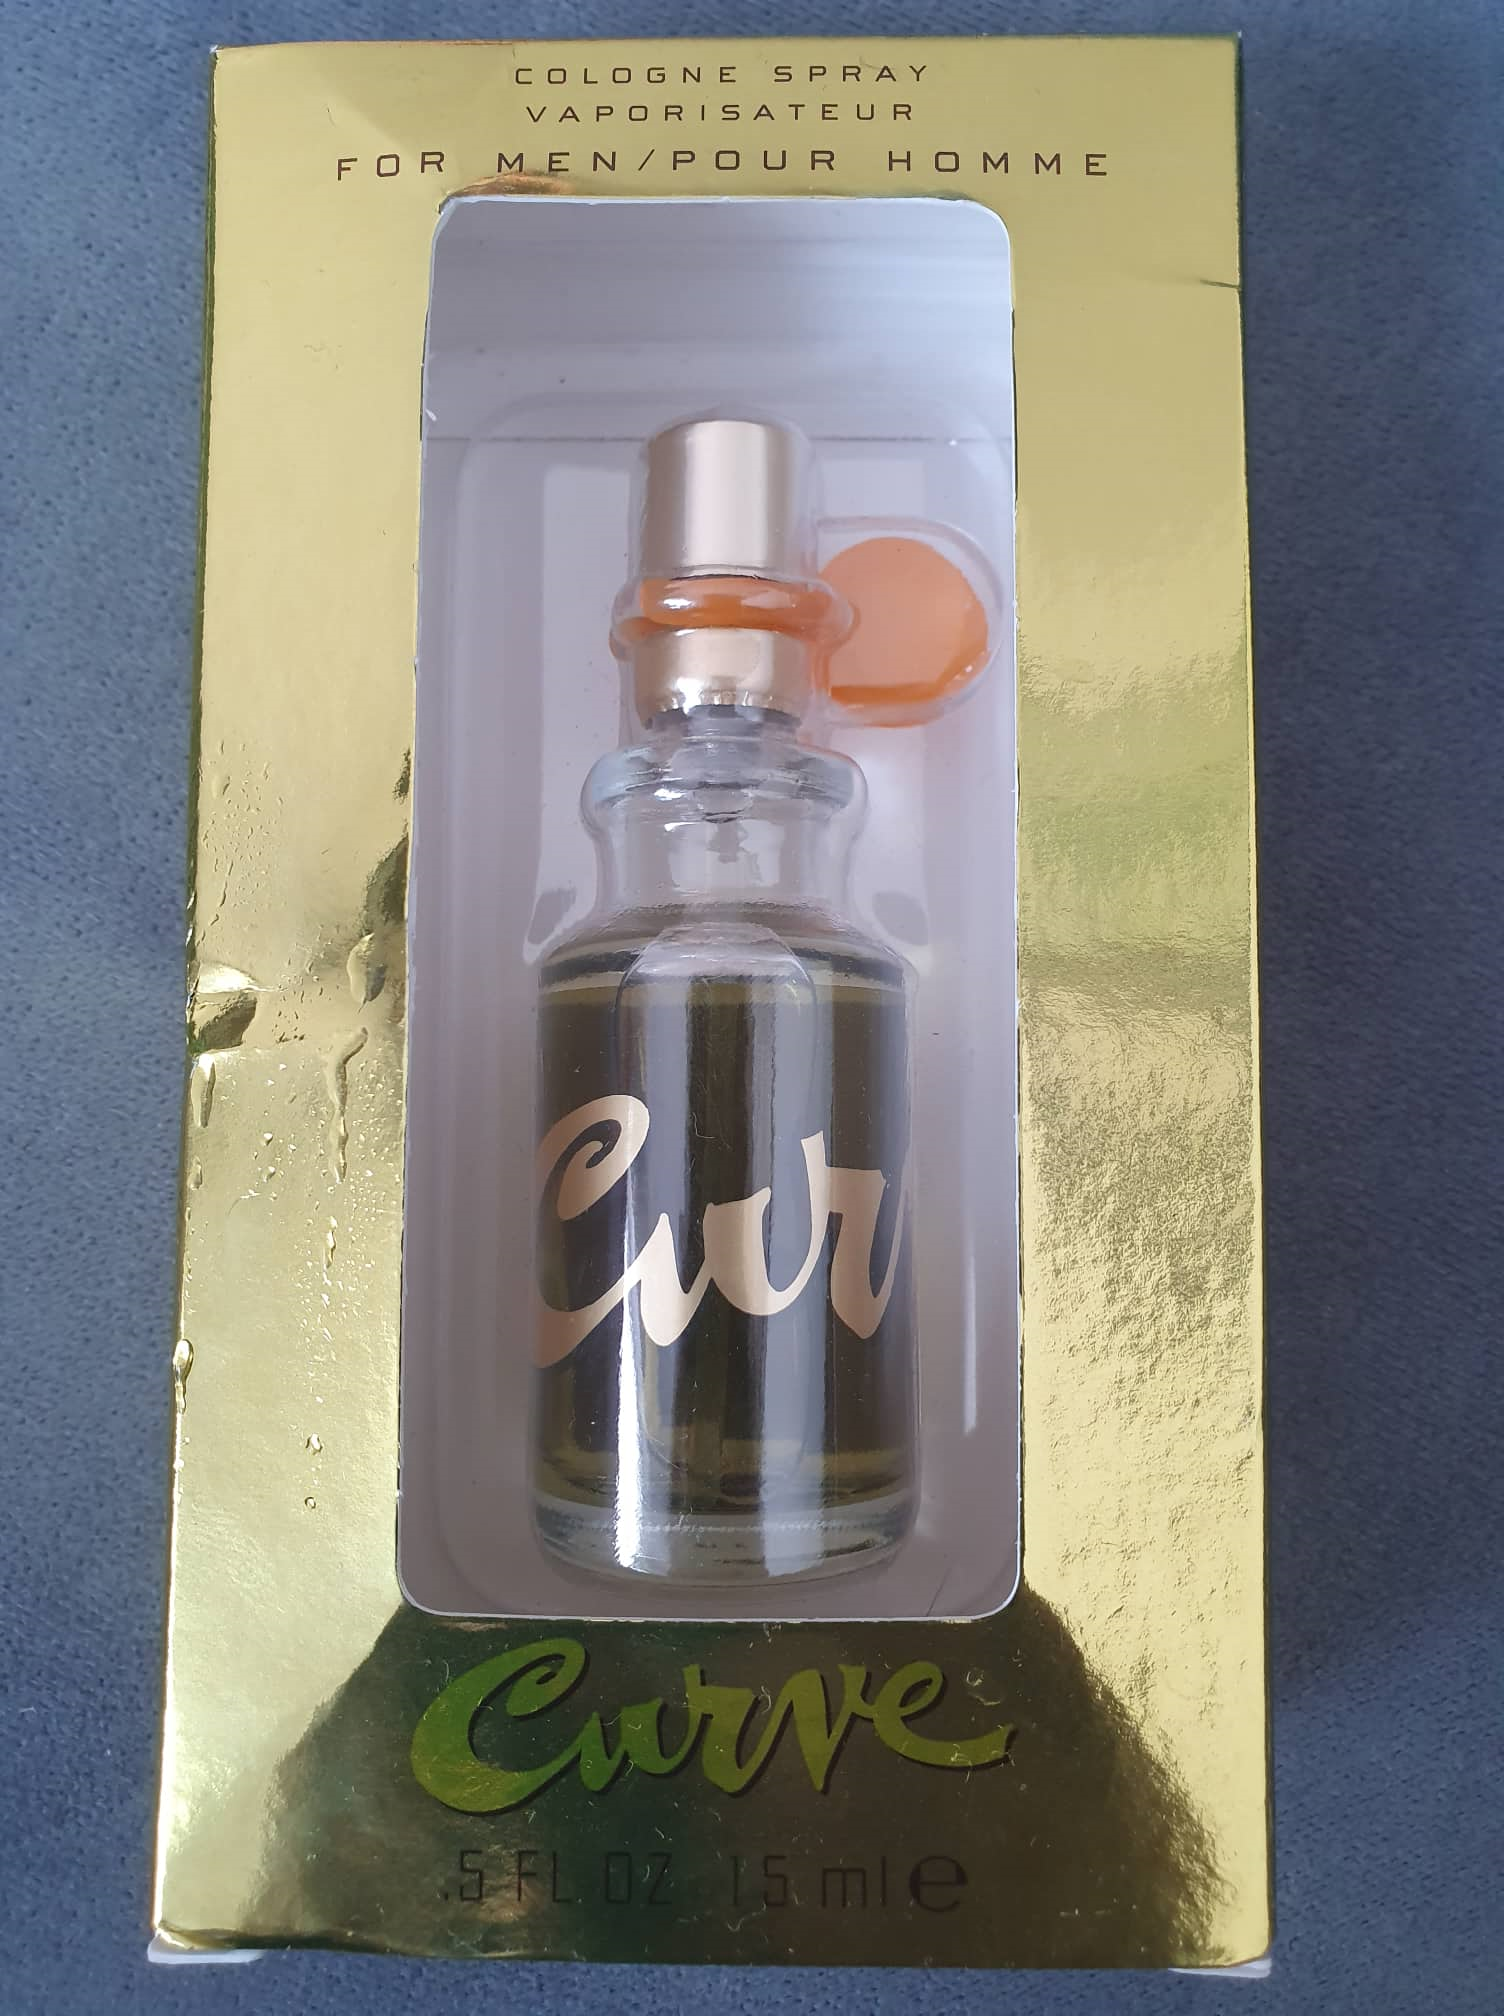 COLOGNE SPRAY
VAPORISATEUR
FOR MEN/POUR HOMME
Curv
Curve
.5 FL OZ 15 ml e